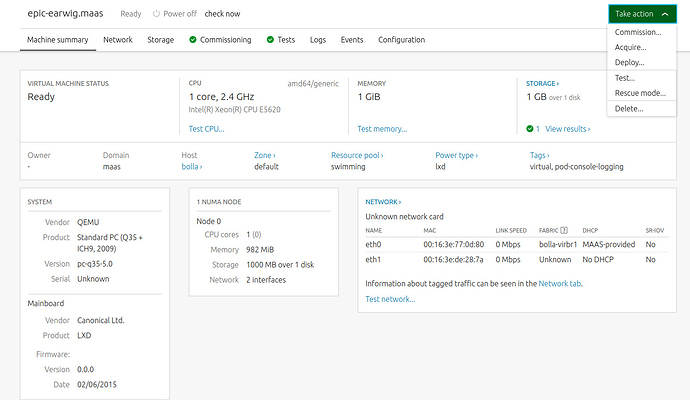 epic-earwig.maas Ready Power off check now Take action
Machine summary Network Storage Commissioning Tests Logs Events Configuration
Commission...
Acquire...
Deploy...
Test...
Rescue mode...
Delete...
VIRTUAL MACHINE STATUS
Ready
CPU amd64/generic
1 core, 2.4 GHz
Intel(R) Xeon(R) CPU E5620
Test CPU...
MEMORY
1 GiB
Test memory...
STORAGE ›
1 GB over 1 disk
1 View results ›
Owner Domain Host Zone › Resource pool › Power type › Tags ›
- maas bolla › default swimming lxd virtual, pod-console-logging
SYSTEM
Vendor QEMU
Product Standard PC (Q35 +
ICH9, 2009)
Version pc-q35-5.0
Serial Unknown
Mainboard
Vendor Canonical Ltd.
Product LXD
Firmware:
Version 0.0.0
Date 02/06/2015
1 NUMA NODE
Node 0
CPU cores 1 (0)
Memory 982 MiB
Storage 1000 MB over 1 disk
Network 2 interfaces
NETWORK ›
Unknown network card
NAME MAC LINK SPEED FABRIC ? DHCP SR-IOV
eth0 00:16:3e:77:0d:80 0 Mbps bolla-virbr1 MAAS-provided No
eth1 00:16:3e:de:28:7a 0 Mbps Unknown No DHCP No
Information about tagged traffic can be seen in the Network tab.
Test network...